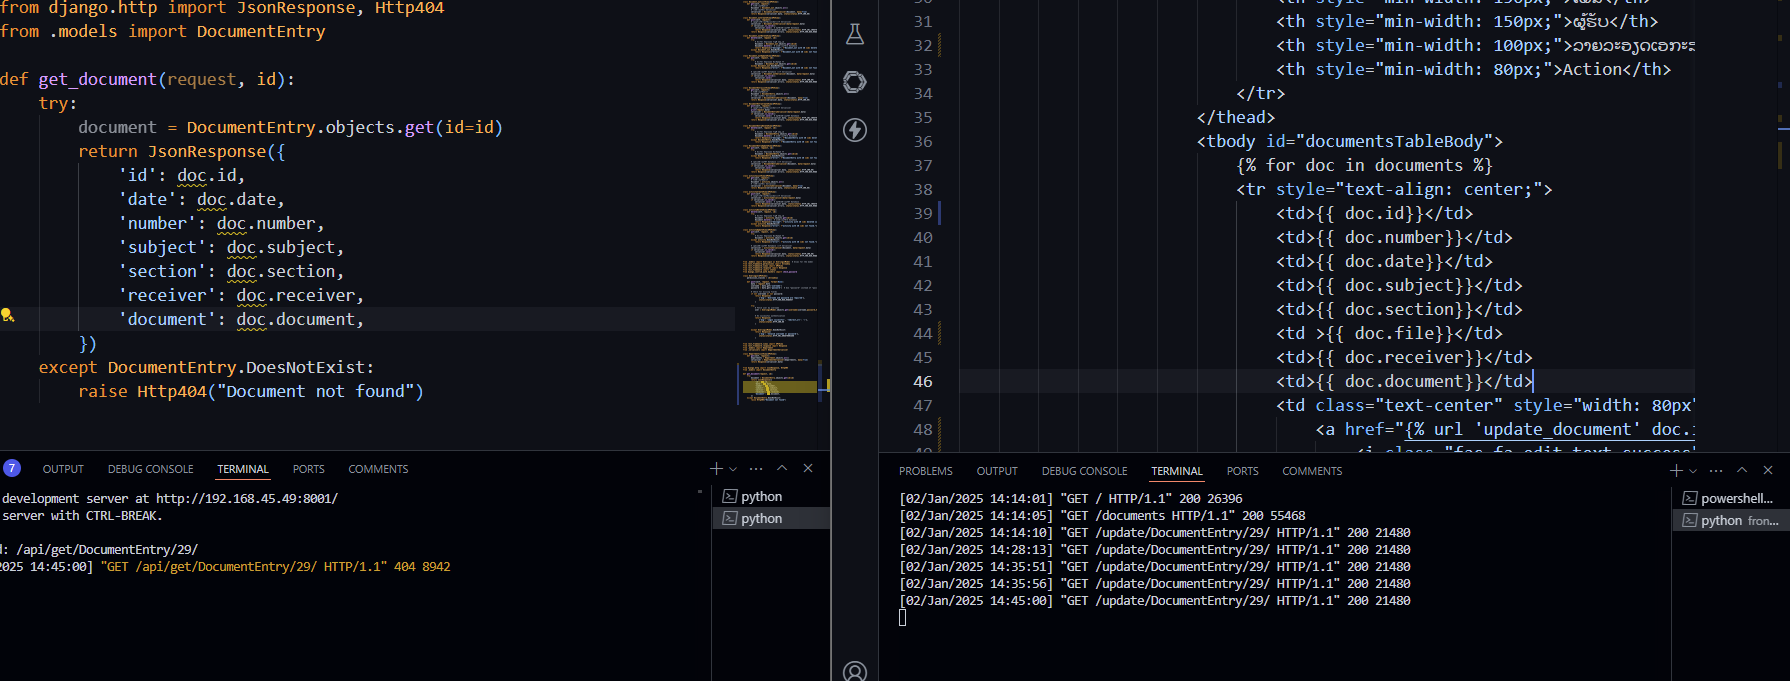 from django.http import JsonResponse, Http404
from .models import DocumentEntry
def get_document(request, id):
try:
document = DocumentEntry.objects.get(id=id)
return JsonResponse({
'id': doc.id,
'date': doc.date,
'number': doc.number,
'subject': doc.subject,
'section': doc.section,
'receiver': doc.receiver,
'document': doc.document,
})
except DocumentEntry.DoesNotExist:
raise Http404("Document not found")
7 OUTPUT DEBUG CONSOLE TERMINAL PORTS COMMENTS
development server at http://192.168.45.49:8001/
server with CTRL-BREAK.
d: /api/get/DocumentEntry/29/
2025 14:45:00] "GET /api/get/DocumentEntry/29/ HTTP/1.1" 404 8942
python
python
31 <th style="min-width: 150px;">ຜູ້ຮັບ</th>
32 <th style="min-width: 100px;">ລາຍລະອຽດເອກະສ
33 <th style="min-width: 80px;">Action</th>
34 </tr>
35 </thead>
36 <tbody id="documentsTableBody">
37 {% for doc in documents %}
38 <tr style="text-align: center;">
39 <td>{{ doc.id}}</td>
40 <td>{{ doc.number}}</td>
41 <td>{{ doc.date}}</td>
42 <td>{{ doc.subject}}</td>
43 <td>{{ doc.section}}</td>
44 <td >{{ doc.file}}</td>
45 <td>{{ doc.receiver}}</td>
46 <td>{{ doc.document}}</td>
47 <td class="text-center" style="width: 80px"
48 <a href="{% url 'update_document' doc.i
PROBLEMS OUTPUT DEBUG CONSOLE TERMINAL PORTS COMMENTS
[02/Jan/2025 14:14:01] "GET / HTTP/1.1" 200 26396
[02/Jan/2025 14:14:05] "GET /documents HTTP/1.1" 200 55468
[02/Jan/2025 14:14:10] "GET /update/DocumentEntry/29/ HTTP/1.1" 200 21480
[02/Jan/2025 14:28:13] "GET /update/DocumentEntry/29/ HTTP/1.1" 200 21480
[02/Jan/2025 14:35:51] "GET /update/DocumentEntry/29/ HTTP/1.1" 200 21480
[02/Jan/2025 14:35:56] "GET /update/DocumentEntry/29/ HTTP/1.1" 200 21480
[02/Jan/2025 14:45:00] "GET /update/DocumentEntry/29/ HTTP/1.1" 200 21480
powershell...
python fron...